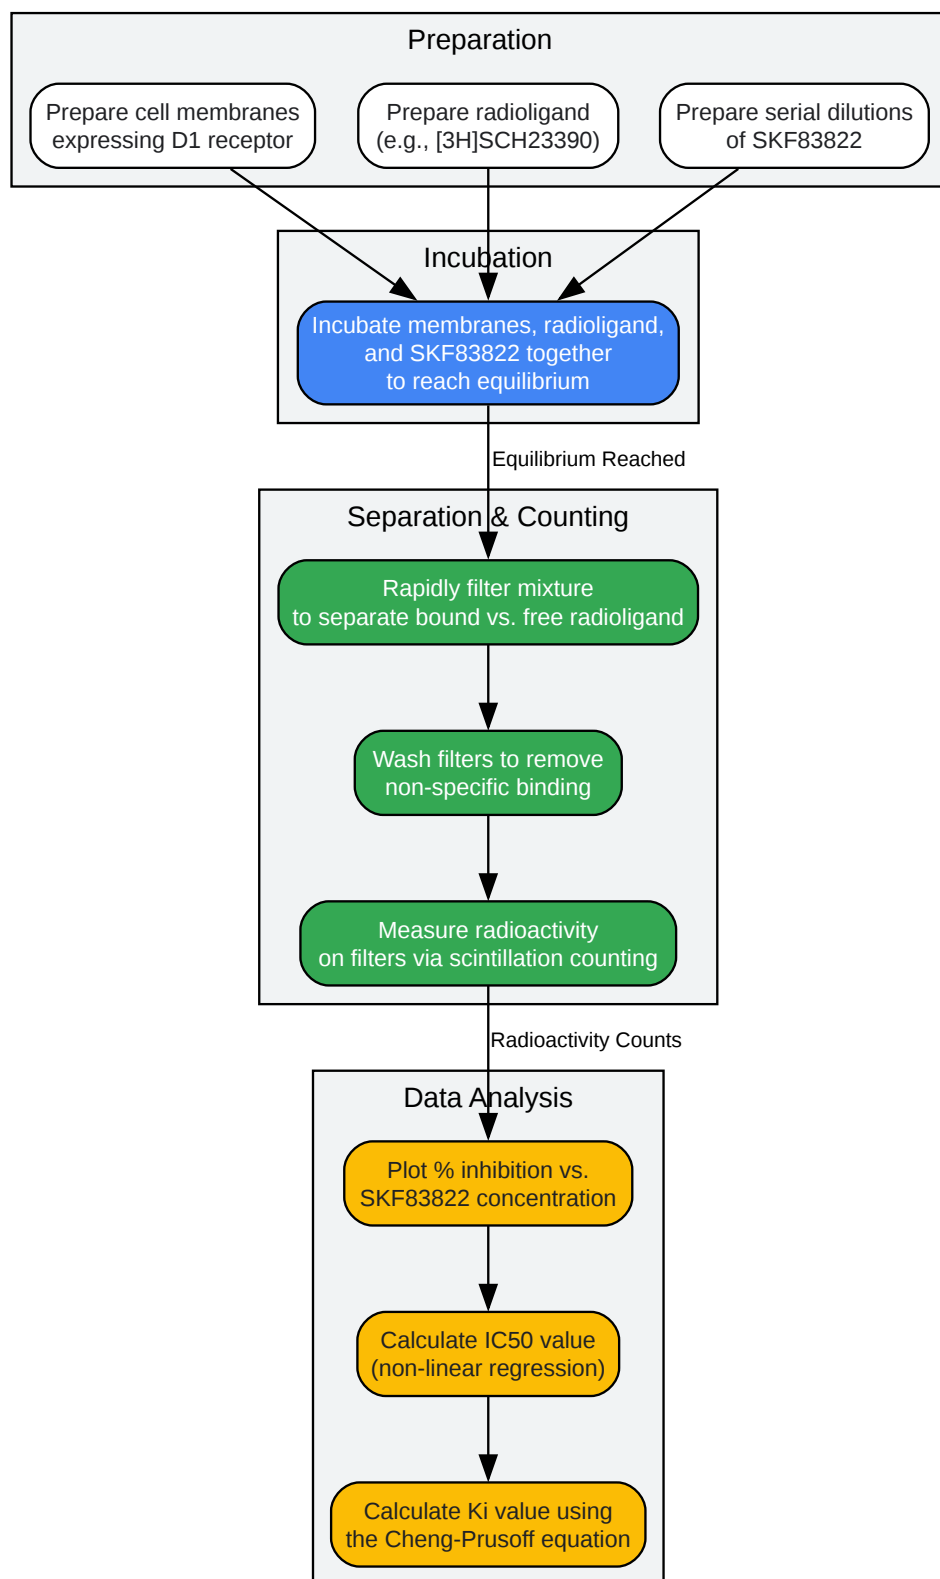 Preparation
Prepare cell membranes
expressing D1 receptor
Prepare radioligand
(e.g., [3H]SCH23390)
Prepare serial dilutions
of SKF83822
Incubation
Incubate membranes, radioligand,
and SKF83822 together
to reach equilibrium
Equilibrium Reached
Separation & Counting
Rapidly filter mixture
to separate bound vs. free radioligand
Wash filters to remove
non-specific binding
Measure radioactivity
on filters via scintillation counting
Radioactivity Counts
Data Analysis
Plot % inhibition vs.
SKF83822 concentration
Calculate IC50 value
(non-linear regression)
Calculate Ki value using
the Cheng-Prusoff equation